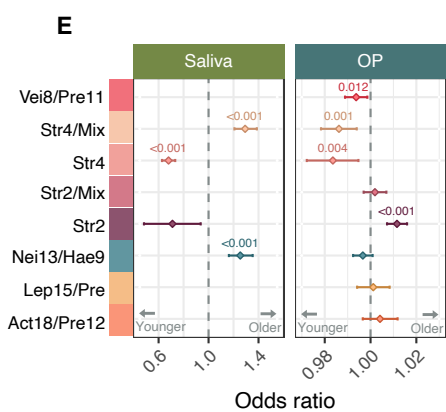 E
Saliva OP
Vei8/Pre11 0.012
Str4/Mix <0.001 <0.001
Str4 <0.001 0.004
Str2/Mix
Str2 <0.001
Nei13/Hae9 <0.001
Lep15/Pre
Act18/Pre12
Younger Older Younger Older
0.6 1.0 1.4 0.98 1.00 1.02
Odds ratio